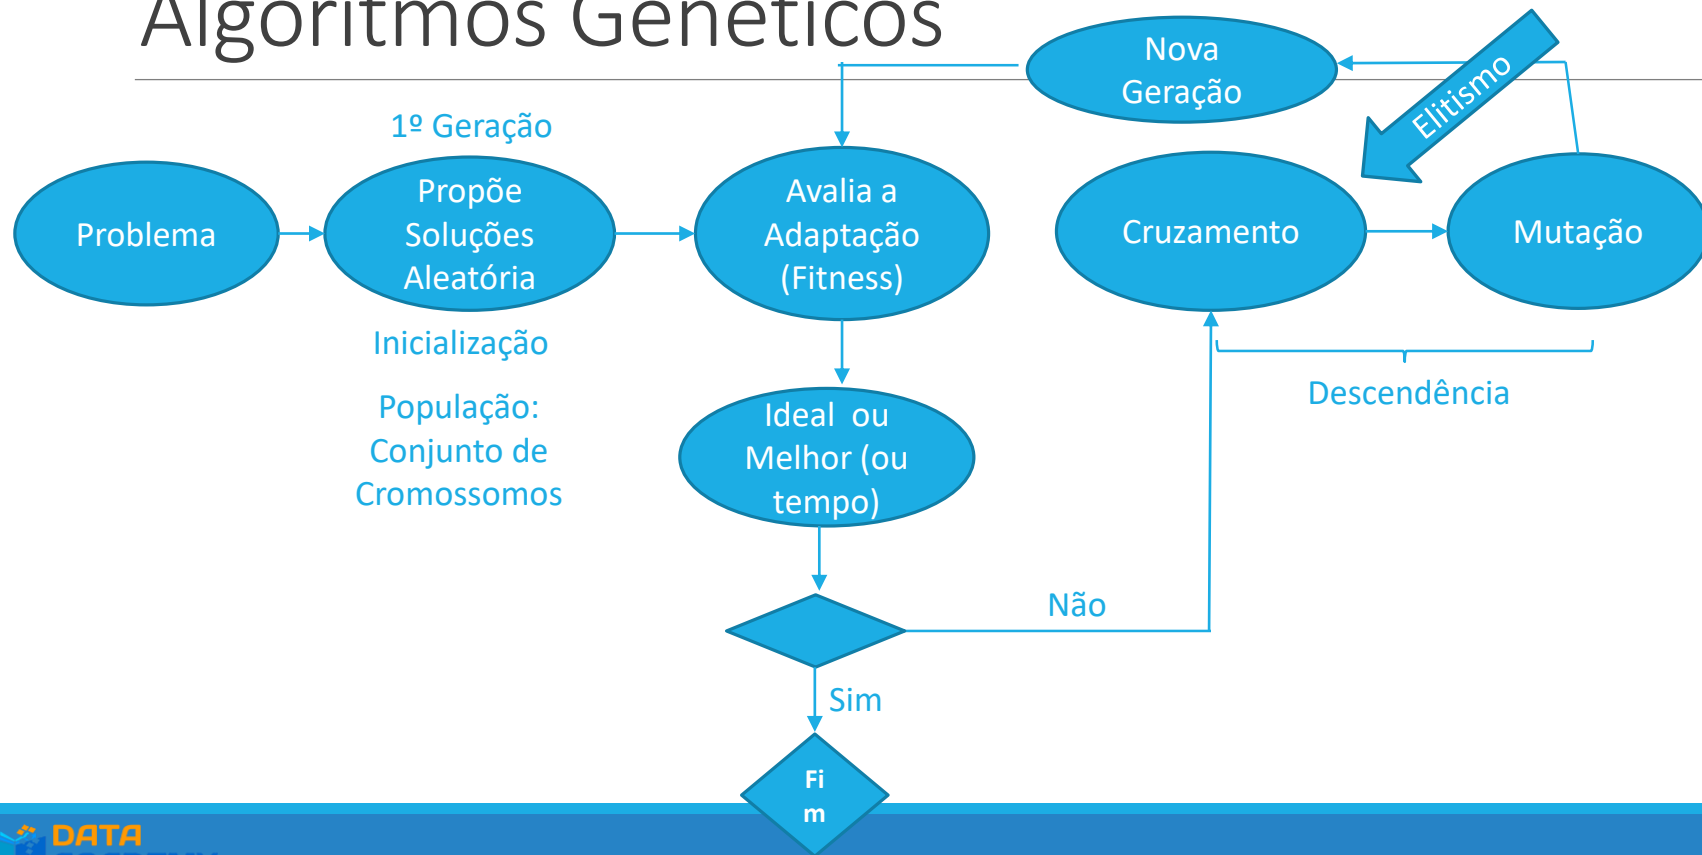 Algoritmos Genéticos
Nova
Geração
Elitismo
1º Geração
Problema
Propõe
Soluções
Aleatória
Avalia a
Adaptação
(Fitness)
Cruzamento
Mutação
Inicialização
População:
Conjunto de
Cromossomos
Descendência
Ideal ou
Melhor (ou
tempo)
Não
Sim
Fi
m
DATA